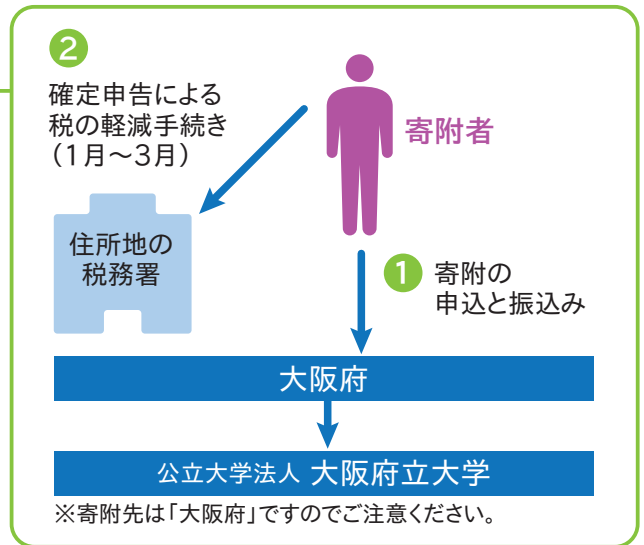 ❷
確定申告による
税の軽減手続き
（1月～3月）
寄附者
住所地の
税務署
❶ 寄附の
申込と振込み
大阪府
公立大学法人 大阪府立大学
※寄附先は「大阪府」ですのでご注意ください。